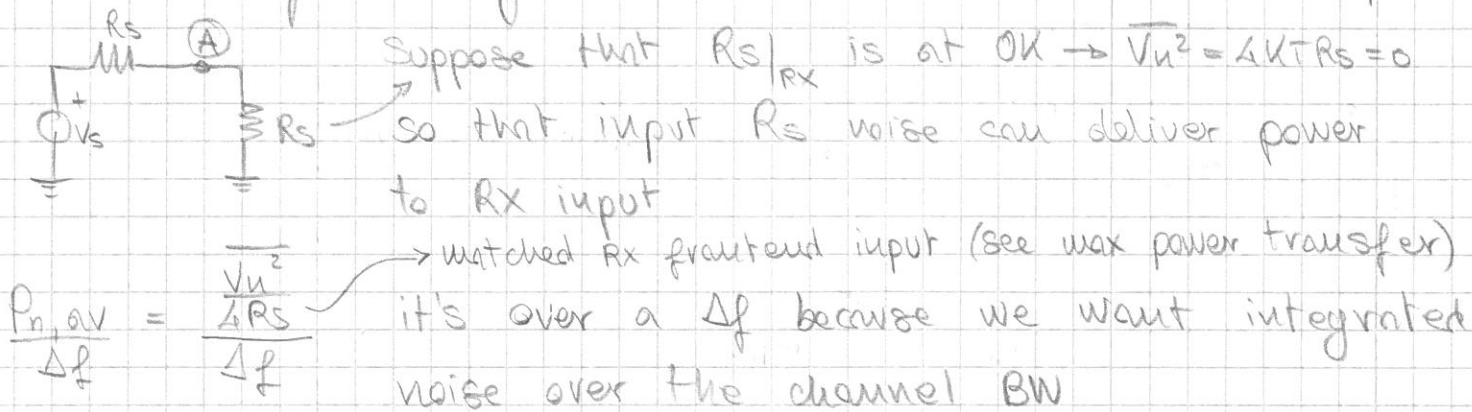 Rs
A
Suppose that Rs|RX is at 0K → Vn² = 4KTRs = 0
+
Vs
Rs
so that input Rs noise can deliver power
to RX input
→ matched RX frontend input (see max power transfer)
Pn,av / Δf = (Vn² / 4Rs) / Δf
it's over a Δf because we want integrated
noise over the channel BW